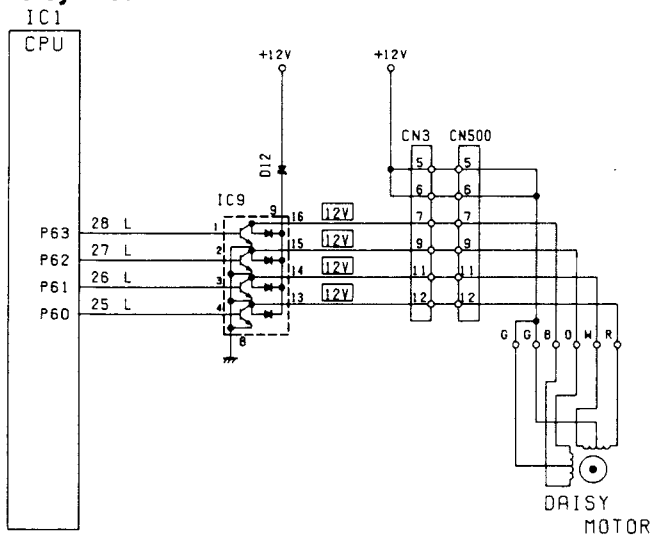 IC1
CPU
+12V
+12V
D12
CN3 CN500
5 5
6 6
IC9
9
16 12V 7 7
P63 28 L 1
15 12V 9 9
P62 27 L 2
14 12V 11 11
P61 26 L 3
13 12V 12 12
P60 25 L 4
8
G G B O W R
DAISY
MOTOR